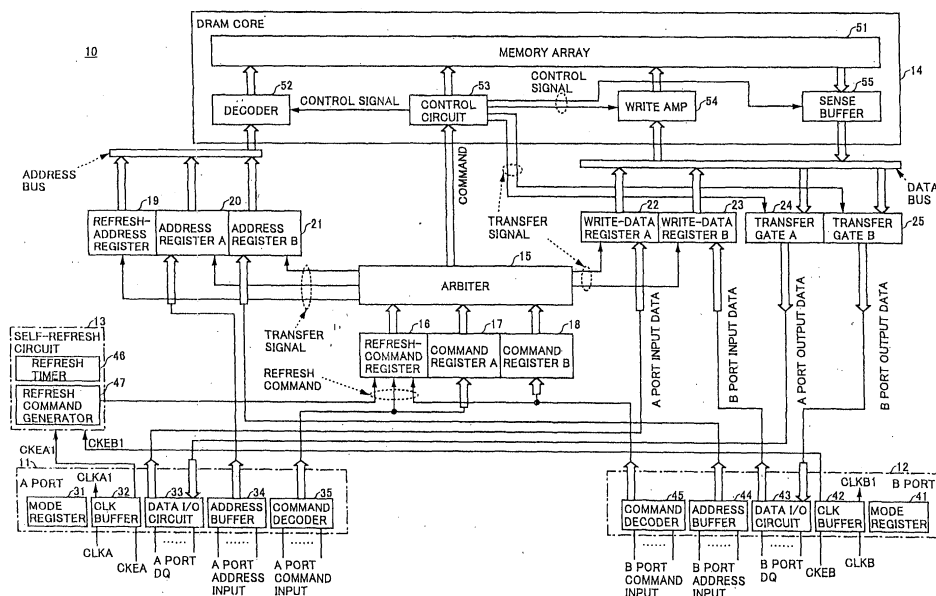 DRAM CORE
51
10
MEMORY ARRAY
14
52
53
CONTROL
SIGNAL
55
DECODER
CONTROL SIGNAL
CONTROL
CIRCUIT
WRITE AMP
54
SENSE
BUFFER
ADDRESS
BUS
COMMAND
TRANSFER
SIGNAL
DATA
BUS
19
20
21
REFRESH-
ADDRESS
REGISTER
ADDRESS
REGISTER A
ADDRESS
REGISTER B
22
23
24
25
WRITE-DATA
REGISTER A
WRITE-DATA
REGISTER B
TRANSFER
GATE A
TRANSFER
GATE B
15
ARBITER
TRANSFER
SIGNAL
16
17
18
REFRESH-
COMMAND
REGISTER
COMMAND
REGISTER A
COMMAND
REGISTER B
REFRESH
COMMAND
A PORT INPUT DATA
B PORT INPUT DATA
A PORT OUTPUT DATA
B PORT OUTPUT DATA
13
SELF-REFRESH
CIRCUIT
46
REFRESH
TIMER
47
REFRESH
COMMAND
GENERATOR
CKEA1
CKEB1
11
A PORT
CLKA1
31
32
33
34
35
MODE
REGISTER
CLK
BUFFER
DATA I/O
CIRCUIT
ADDRESS
BUFFER
COMMAND
DECODER
CLKA
CKEA
A PORT
DQ
A PORT
ADDRESS
INPUT
A PORT
COMMAND
INPUT
12
B PORT
CLKB1
45
44
43
42
41
COMMAND
DECODER
ADDRESS
BUFFER
DATA I/O
CIRCUIT
CLK
BUFFER
MODE
REGISTER
B PORT
COMMAND
INPUT
B PORT
ADDRESS
INPUT
B PORT
DQ
CKEB
CLKB